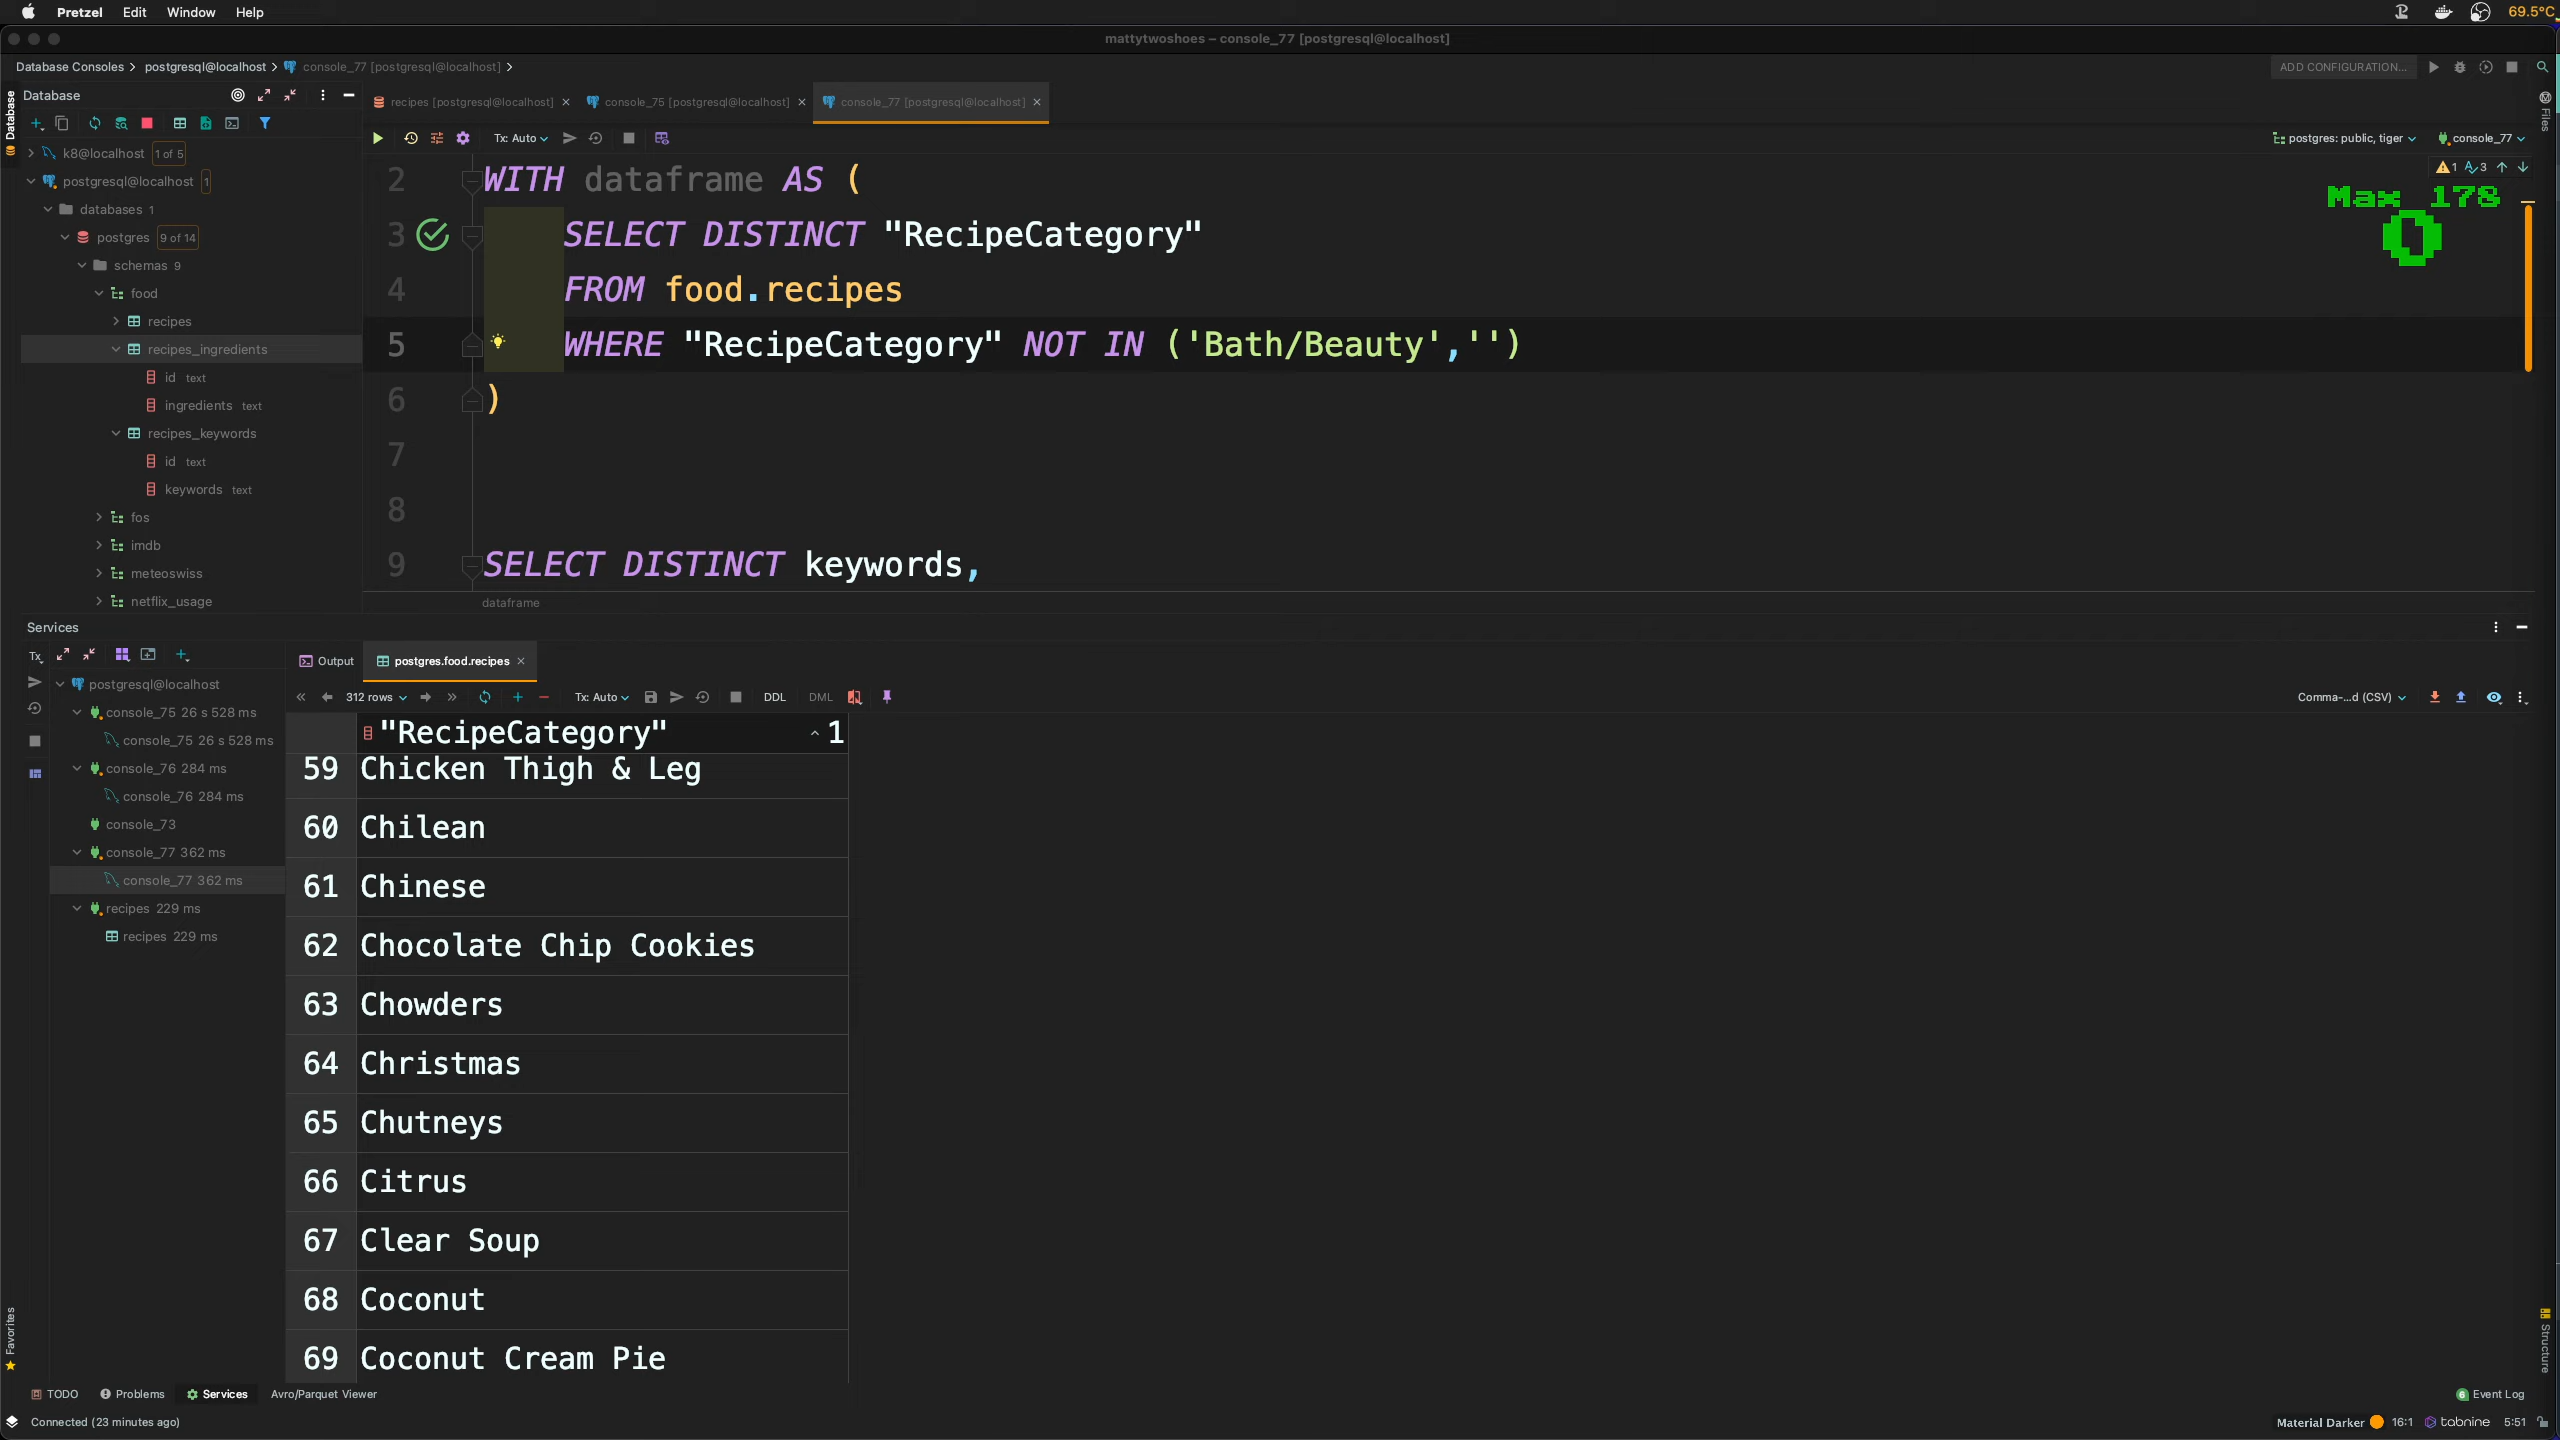 Pretzel Edit Window Help
69.5°C
mattytwoshoes – console_77 [postgresql@localhost]
Database Consoles postgresql@localhost console_77 [postgresql@localhost]
ADD CONFIGURATION...
Database
Database
Files
recipes [postgresql@localhost] console_75 [postgresql@localhost] console_77 [postgresql@localhost]
Tx: Auto
postgres: public, tiger console_77
k8@localhost 1 of 5
postgresql@localhost 1
databases 1
postgres 9 of 14
schemas 9
food
recipes
recipes_ingredients
id text
ingredients text
recipes_keywords
id text
keywords text
fos
imdb
meteoswiss
netflix_usage
1 3
Max 178
0
2 WITH dataframe AS (
3 SELECT DISTINCT "RecipeCategory"
4 FROM food.recipes
5 WHERE "RecipeCategory" NOT IN ('Bath/Beauty','')
6 )
7
8
9 SELECT DISTINCT keywords,
dataframe
Services
Tx
postgresql@localhost
console_75 26 s 528 ms
console_75 26 s 528 ms
console_76 284 ms
console_76 284 ms
console_73
console_77 362 ms
console_77 362 ms
recipes 229 ms
recipes 229 ms
Output postgres.food.recipes
312 rows Tx: Auto DDL DML
Comma-...d (CSV)
"RecipeCategory" 1
59 Chicken Thigh & Leg
60 Chilean
61 Chinese
62 Chocolate Chip Cookies
63 Chowders
64 Christmas
65 Chutneys
66 Citrus
67 Clear Soup
68 Coconut
69 Coconut Cream Pie
Favorites
Structure
TODO Problems Services Avro/Parquet Viewer
6 Event Log
Connected (23 minutes ago)
Material Darker 16:1 tabnine 5:51